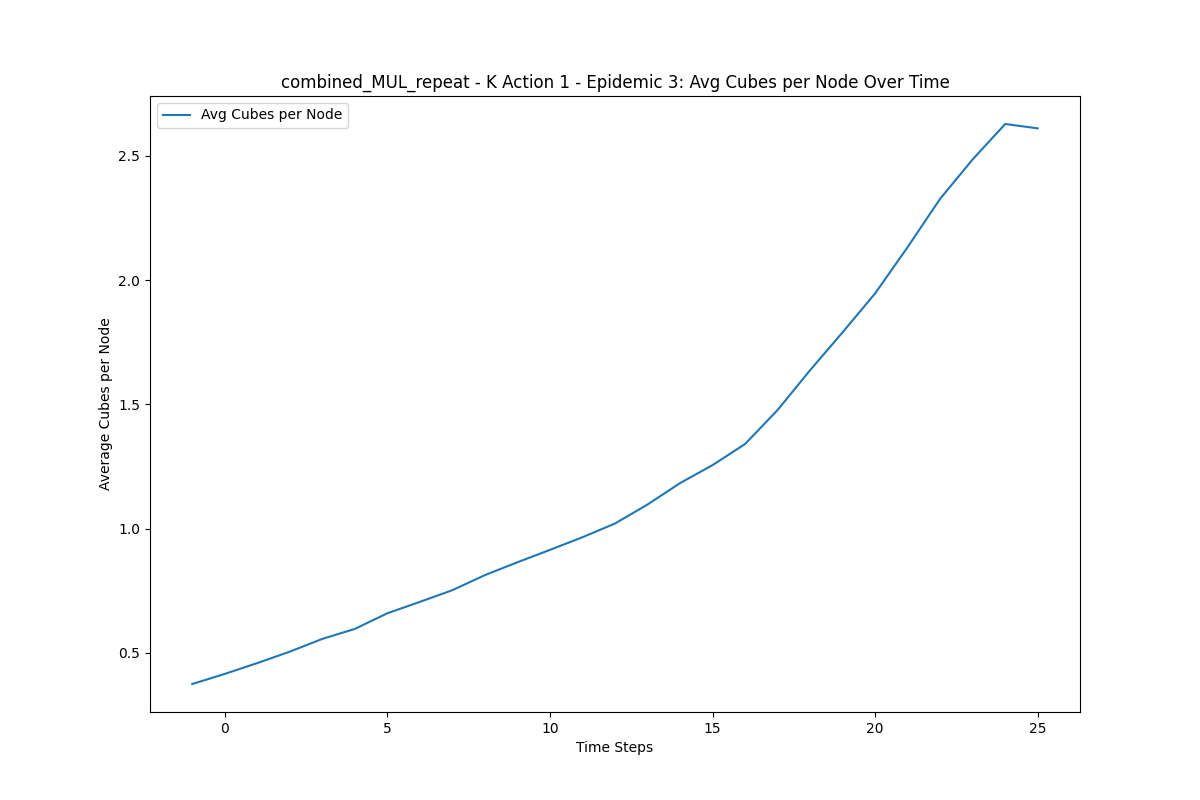 combined_MUL_repeat - K Action 1 - Epidemic 3: Avg Cubes per Node Over Time
Avg Cubes per Node
2.5
2.0
1.5
1.0
0.5
Average Cubes per Node
0 5 10 15 20 25
Time Steps